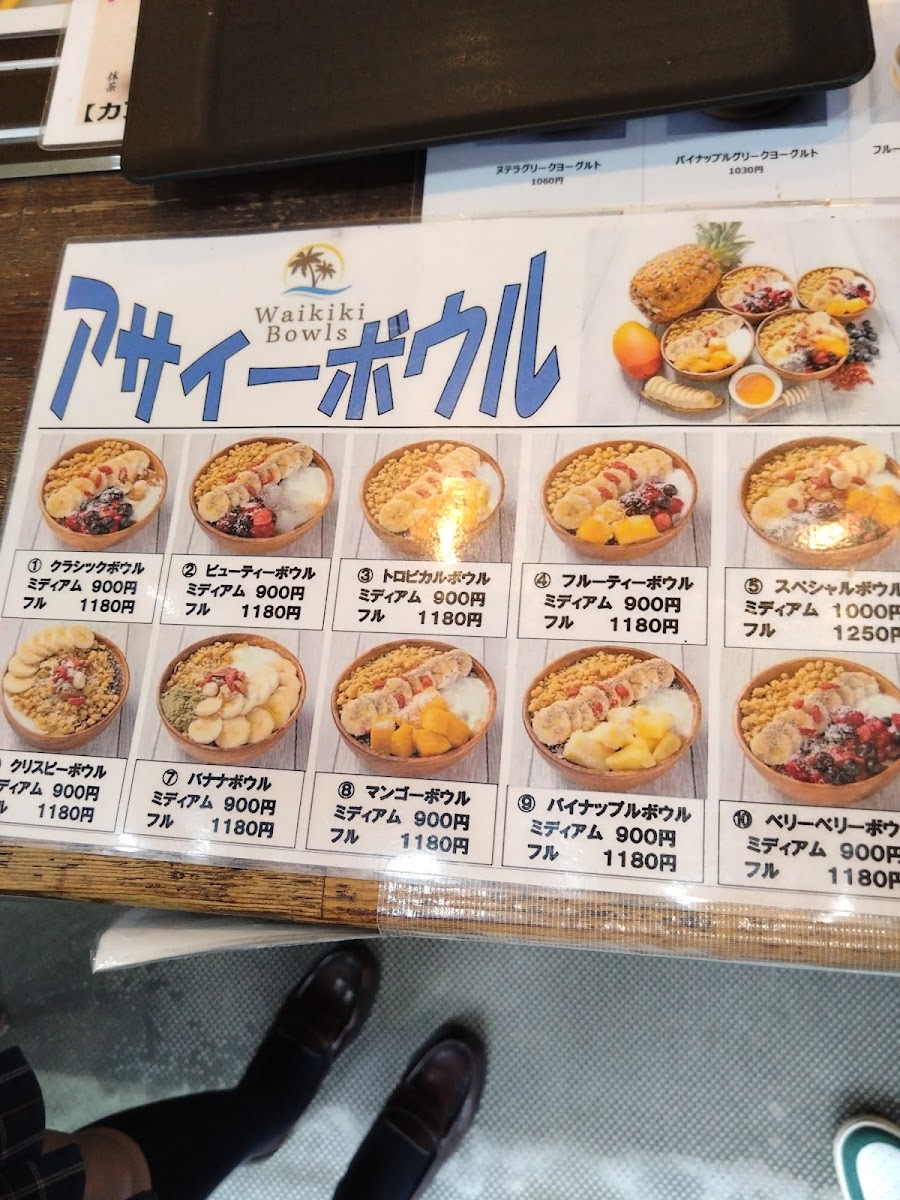 抹茶
【カ
ヌテラグリークヨーグルト
1060円
パイナップルグリークヨーグルト
1030円
フルー
Waikiki
Bowls
アサイーボウル
① クラシックボウル
ミディアム 900円
フル 1180円
② ビューティーボウル
ミディアム 900円
フル 1180円
③ トロピカルボウル
ミディアム 900円
フル 1180円
④ フルーティーボウル
ミディアム 900円
フル 1180円
⑤ スペシャルボウル
ミディアム 1000円
フル 1250円
クリスピーボウル
ディアム 900円
ル 1180円
⑦ バナナボウル
ミディアム 900円
フル 1180円
⑧ マンゴーボウル
ミディアム 900円
フル 1180円
⑨ パイナップルボウル
ミディアム 900円
フル 1180円
⑩ ベリーベリーボウ
ミディアム 900円
フル 1180円